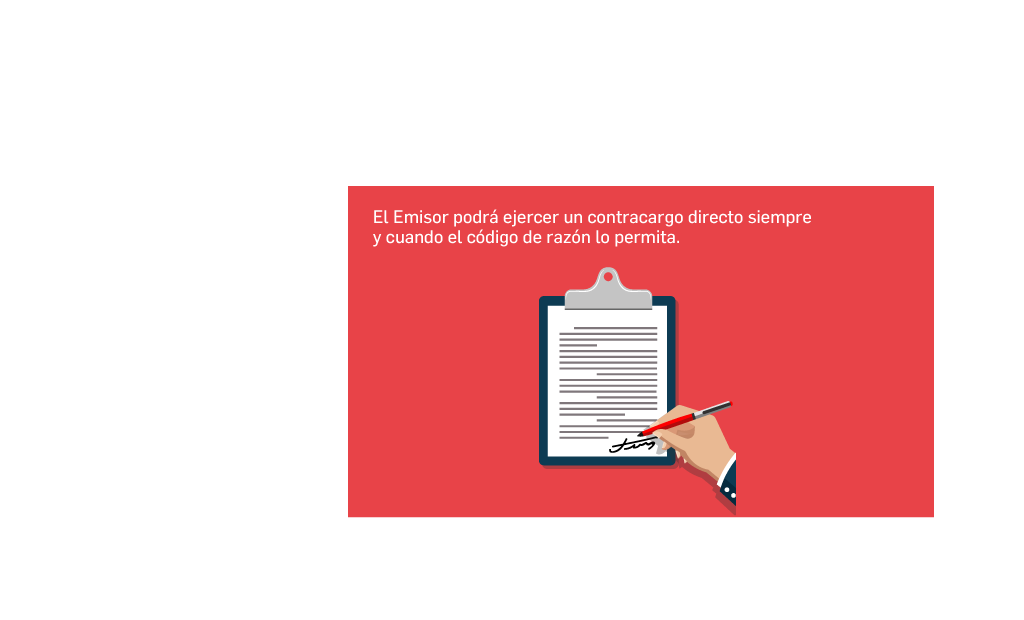 El Emisor podrá ejercer un contracargo directo siempre
y cuando el código de razón lo permita.